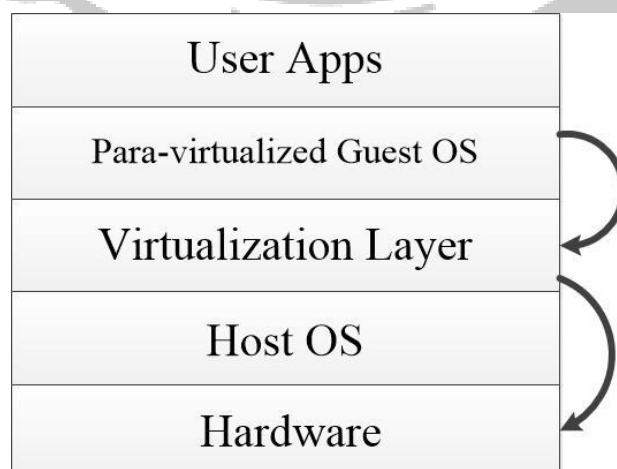 User Apps
Para-virtualized Guest OS
Virtualization Layer
Host OS
Hardware